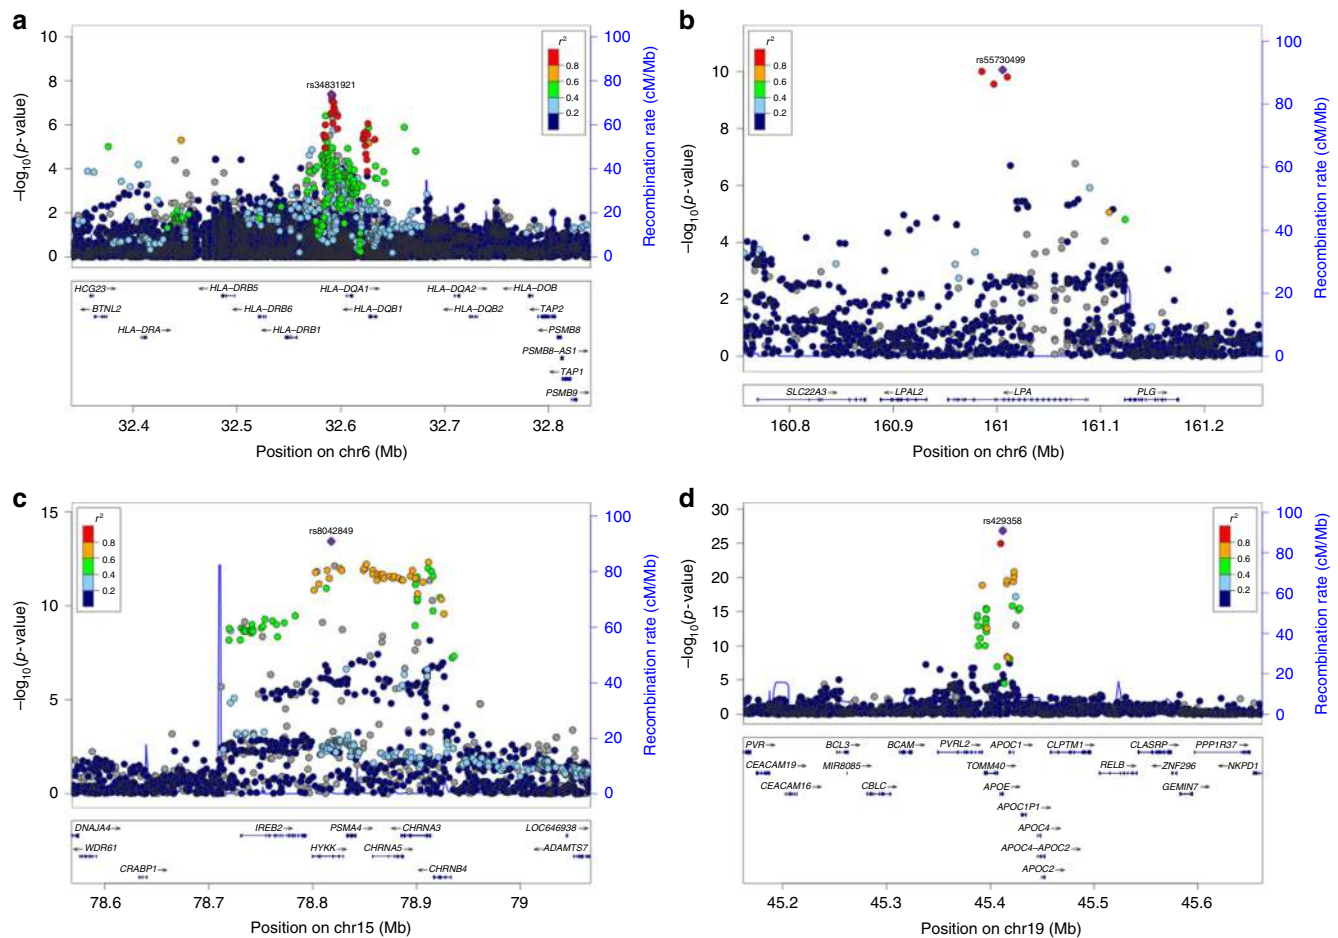 a
r²
0.8
0.6
0.4
0.2
rs34831921
10
8
6
4
2
0
–log₁₀(p-value)
100
80
60
40
20
0
Recombination rate (cM/Mb)
HCG23
HLA–DRB5
HLA–DQA1
HLA–DQA2
HLA–DOB
BTNL2
HLA–DRB6
HLA–DQB1
HLA–DQB2
TAP2
HLA–DRA
HLA–DRB1
PSMB8
PSMB8–AS1
TAP1
PSMB9
32.4
32.5
32.6
32.7
32.8
Position on chr6 (Mb)
b
r²
0.8
0.6
0.4
0.2
rs55730499
10
8
6
4
2
0
–log₁₀(p-value)
100
80
60
40
20
0
Recombination rate (cM/Mb)
SLC22A3
LPAL2
LPA
PLG
160.8
160.9
161
161.1
161.2
Position on chr6 (Mb)
c
r²
0.8
0.6
0.4
0.2
rs8042849
15
10
5
0
–log₁₀(p-value)
100
80
60
40
20
0
Recombination rate (cM/Mb)
DNAJA4
IREB2
PSMA4
CHRNA3
LOC646938
WDR61
HYKK
CHRNA5
ADAMTS7
CRABP1
CHRNB4
78.6
78.7
78.8
78.9
79
Position on chr15 (Mb)
d
r²
0.8
0.6
0.4
0.2
rs429358
30
25
20
15
10
5
0
–log₁₀(p-value)
100
80
60
40
20
0
Recombination rate (cM/Mb)
PVR
BCL3
BCAM
PVRL2
APOC1
CLPTM1
CLASRP
PPP1R37
CEACAM19
MIR8085
TOMM40
RELB
ZNF296
NKPD1
CEACAM16
CBLC
APOE
GEMIN7
APOC1P1
APOC4
APOC4–APOC2
APOC2
45.2
45.3
45.4
45.5
45.6
Position on chr19 (Mb)